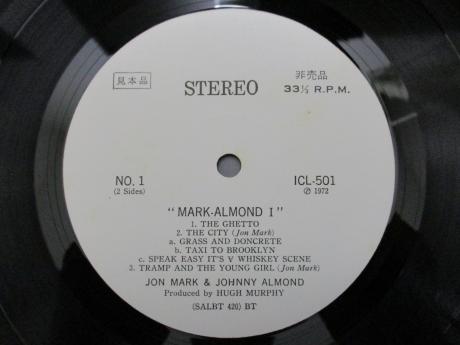 見本品
STEREO
非売品
33⅓ R.P.M.
NO. 1
(2 Sides)
ICL-501
Ⓟ 1972
"MARK-ALMOND I"
1. THE GHETTO
2. THE CITY (Jon Mark)
a. GRASS AND DONCRETE
b. TAXI TO BROOKLYN
c. SPEAK EASY IT'S V WHISKEY SCENE
3. TRAMP AND THE YOUNG GIRL (Jon Mark)
JON MARK & JOHNNY ALMOND
Produced by HUGH MURPHY
(SALBT 420) BT